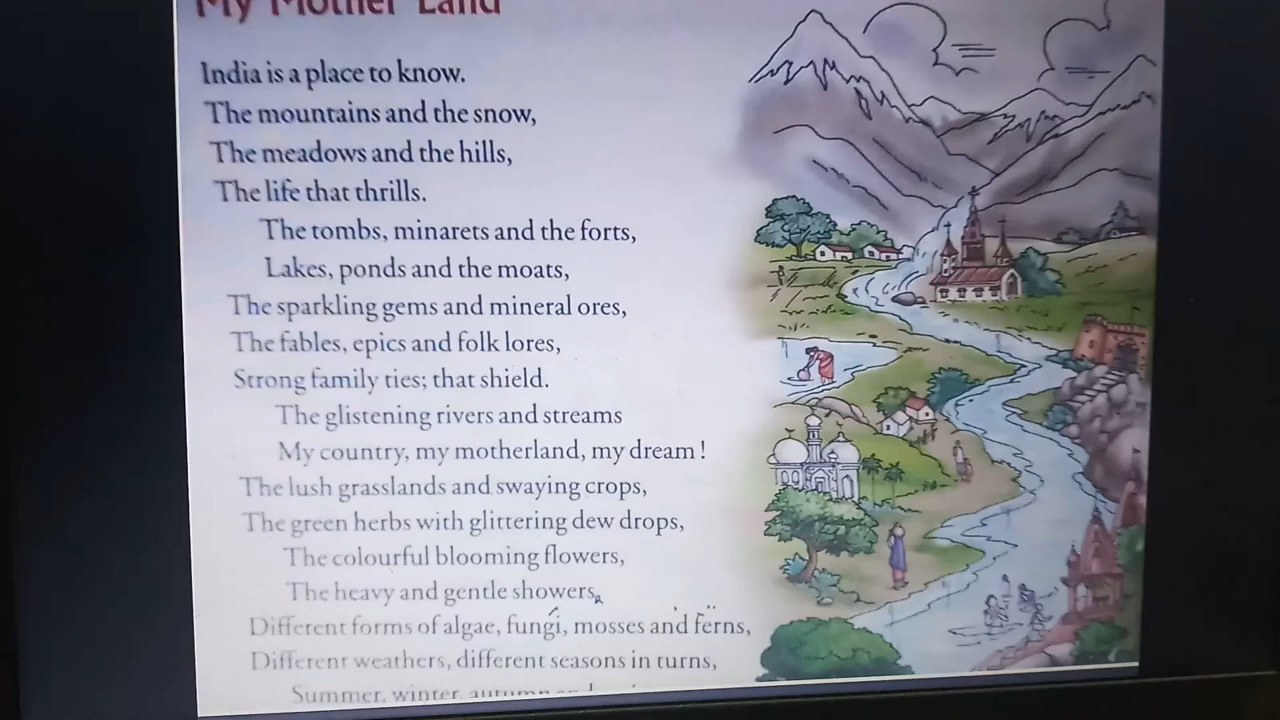 My Mother Land
India is a place to know.
The mountains and the snow,
The meadows and the hills,
The life that thrills.
The tombs, minarets and the forts,
Lakes, ponds and the moats,
The sparkling gems and mineral ores,
The fables, epics and folk lores,
Strong family ties; that shield.
The glistening rivers and streams
My country, my motherland, my dream!
The lush grasslands and swaying crops,
The green herbs with glittering dew drops,
The colourful blooming flowers,
The heavy and gentle showers,
Different forms of algae, fungi, mosses and ferns,
Different weathers, different seasons in turns,
Summer, winter, autumn and